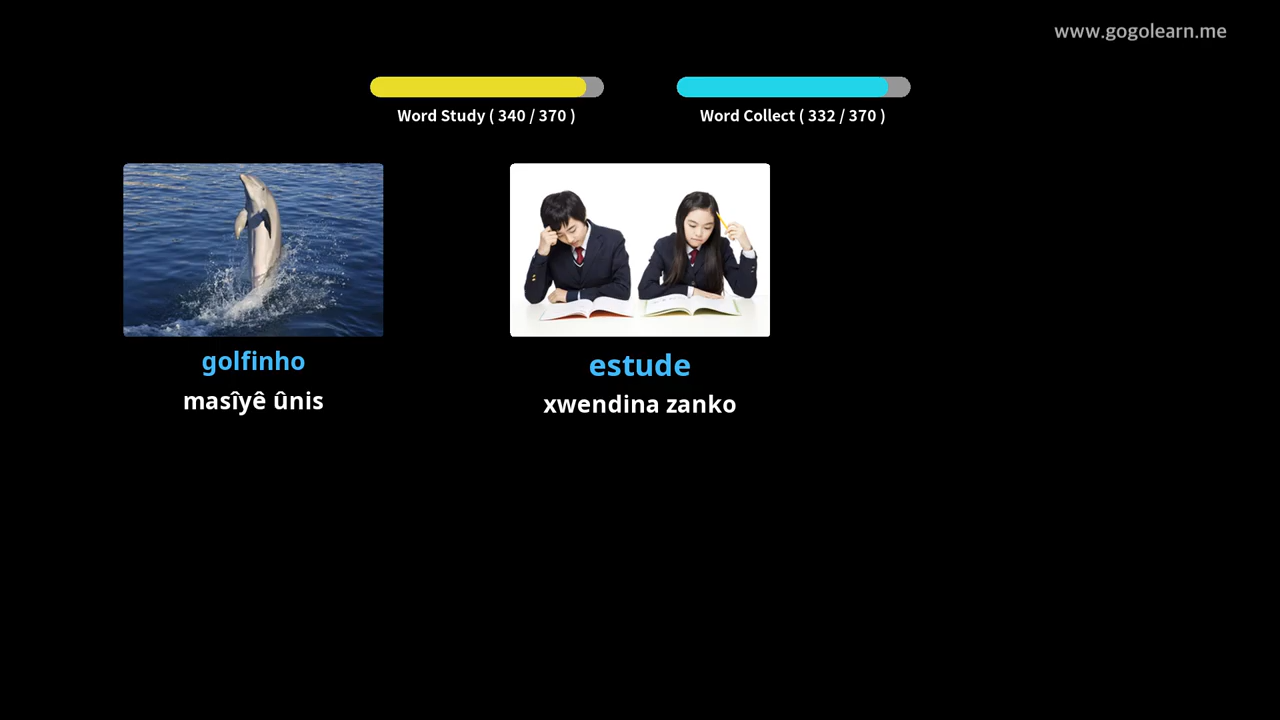 www.gogolearn.me
Word Study ( 340 / 370 )
Word Collect ( 332 / 370 )
golfinho
masîyê ûnis
estude
xwendina zanko